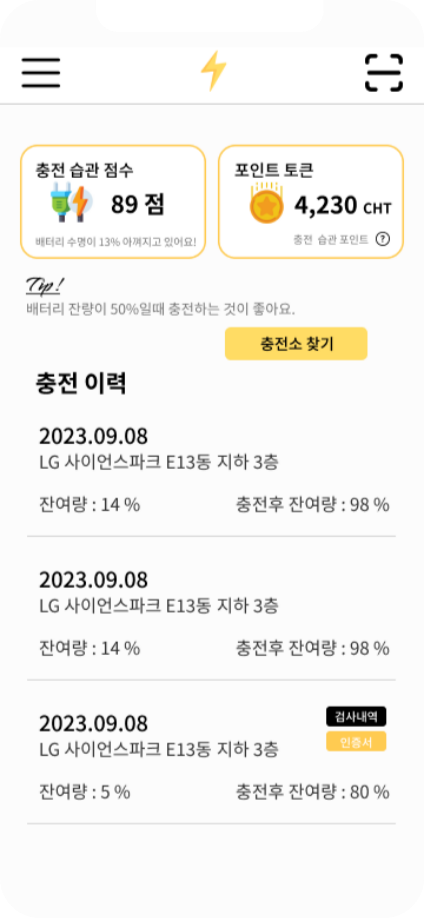 충전 습관 점수
89 점
배터리 수명이 13% 아껴지고 있어요!
포인트 토큰
4,230 CHT
충전 습관 포인트 ?
Tip!
배터리 잔량이 50%일때 충전하는 것이 좋아요.
충전소 찾기
충전 이력
2023.09.08
LG 사이언스파크 E13동 지하 3층
잔여량 : 14 % 충전후 잔여량 : 98 %
2023.09.08
LG 사이언스파크 E13동 지하 3층
잔여량 : 14 % 충전후 잔여량 : 98 %
2023.09.08
검사내역
LG 사이언스파크 E13동 지하 3층
인증서
잔여량 : 5 % 충전후 잔여량 : 80 %